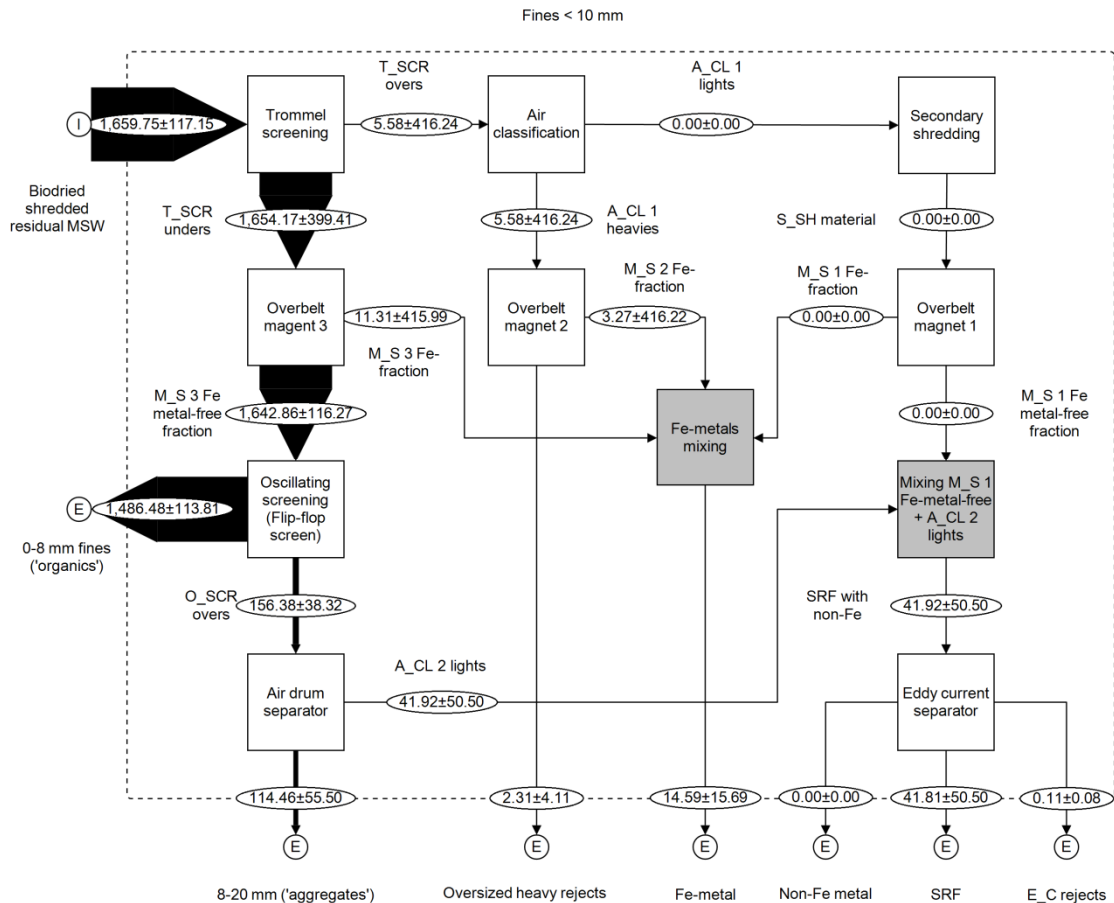 Fines < 10 mm
T_SCR
overs
A_CL 1
lights
I
1,659.75±117.15
Trommel
screening
5.58±416.24
Air
classification
0.00±0.00
Secondary
shredding
Biodried
shredded
residual MSW
T_SCR
unders
1,654.17±399.41
5.58±416.24
A_CL 1
heavies
S_SH material
0.00±0.00
Overbelt
magent 3
11.31±415.99
M_S 3 Fe-
fraction
Overbelt
magnet 2
M_S 2 Fe-
fraction
3.27±416.22
M_S 1 Fe-
fraction
0.00±0.00
Overbelt
magnet 1
M_S 3 Fe
metal-free
fraction
1,642.86±116.27
Fe-metals
mixing
0.00±0.00
M_S 1 Fe
metal-free
fraction
E
1,486.48±113.81
Oscillating
screening
(Flip-flop
screen)
Mixing M_S 1
Fe-metal-free
+ A_CL 2
lights
0-8 mm fines
('organics')
O_SCR
overs
156.38±38.32
SRF with
non-Fe
41.92±50.50
Air drum
separator
A_CL 2 lights
41.92±50.50
Eddy current
separator
114.46±55.50
2.31±4.11
14.59±15.69
0.00±0.00
41.81±50.50
0.11±0.08
E
E
E
E
E
E
8-20 mm ('aggregates')
Oversized heavy rejects
Fe-metal
Non-Fe metal
SRF
E_C rejects